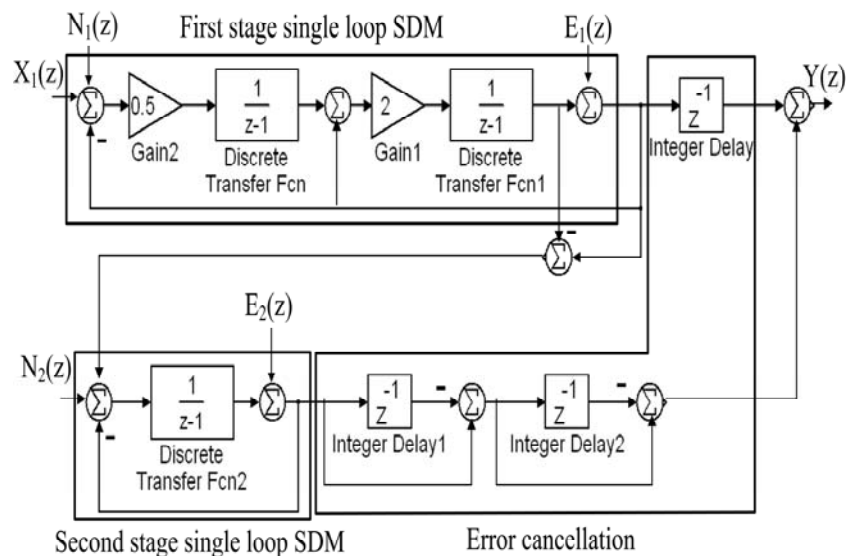 First stage single loop SDM
N₁(z)
E₁(z)
X₁(z)
Y(z)
Σ
0.5
1
z-1
Σ
2
1
z-1
Σ
-1
Z
Σ
-
Gain2
Discrete
Transfer Fcn
Gain1
Discrete
Transfer Fcn1
Integer Delay
-
Σ
E₂(z)
N₂(z)
Σ
1
z-1
Σ
-1
Z
-
Σ
-1
Z
-
Σ
-
Discrete
Transfer Fcn2
Integer Delay1
Integer Delay2
Second stage single loop SDM
Error cancellation